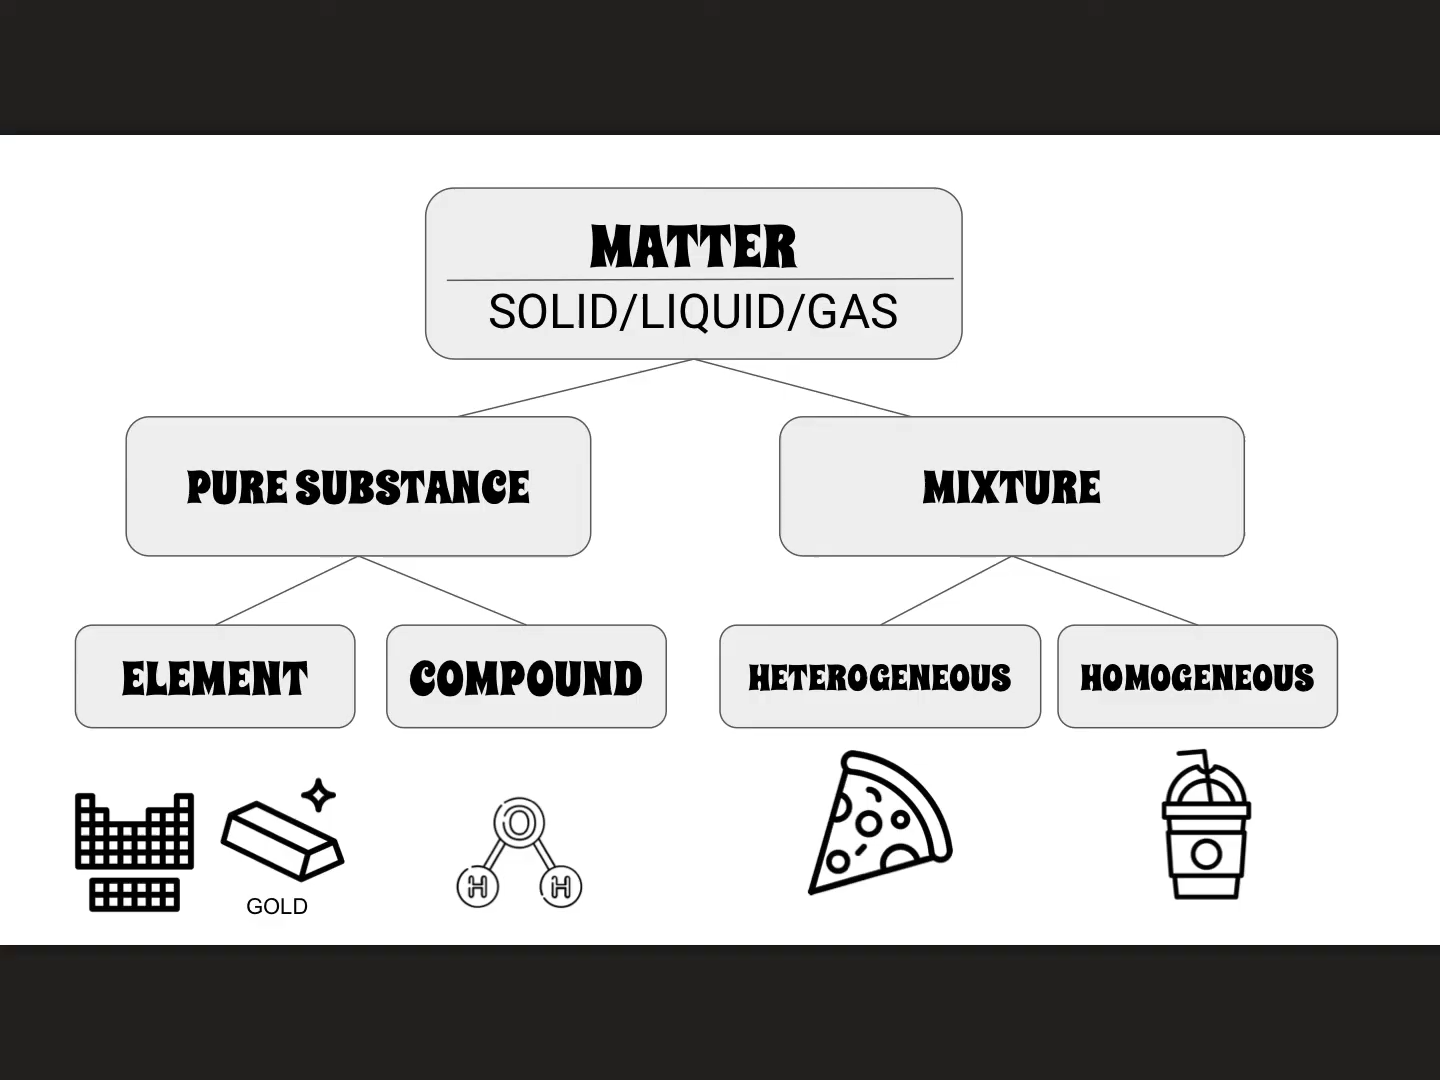 MATTER
SOLID/LIQUID/GAS
PURE SUBSTANCE
MIXTURE
ELEMENT
COMPOUND
HETEROGENEOUS
HOMOGENEOUS
O
H
H
GOLD